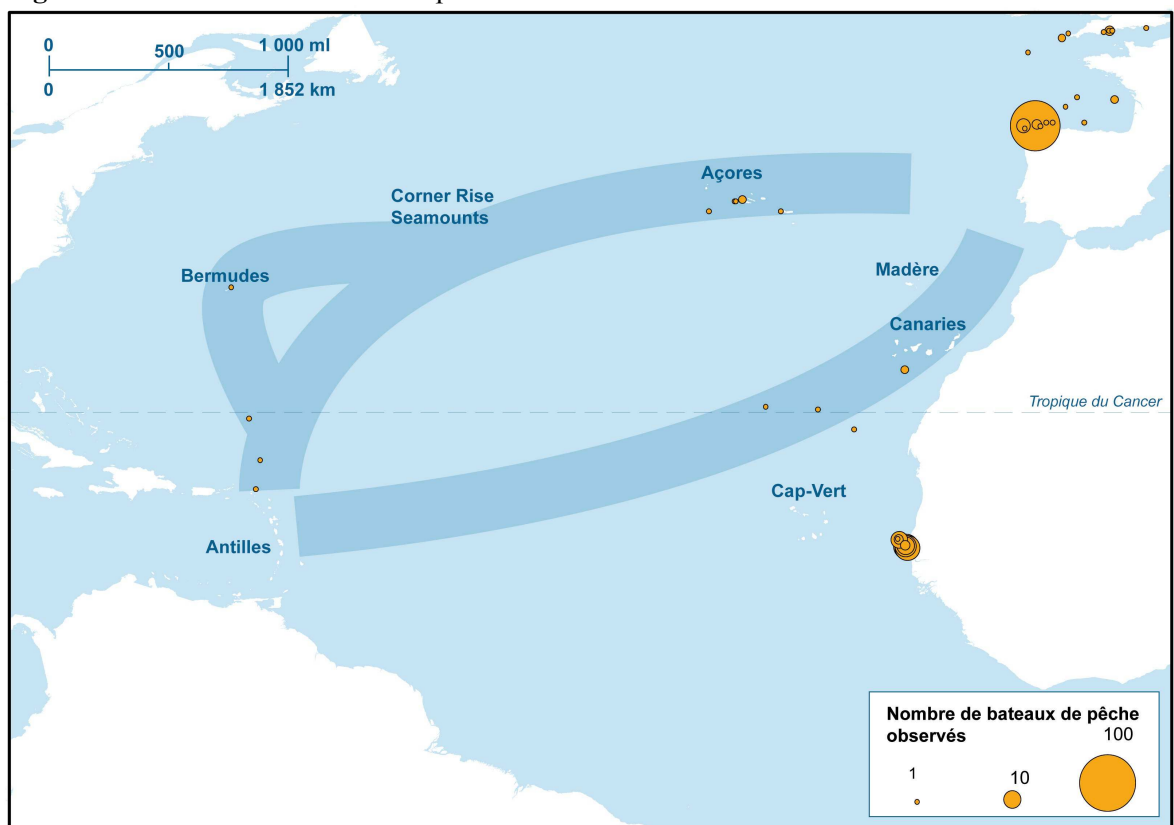 0 500 1 000 ml
0 1 852 km
Açores
Corner Rise
Seamounts
Bermudes
Madère
Canaries
Tropique du Cancer
Cap-Vert
Antilles
Nombre de bateaux de pêche
observés
1 10 100